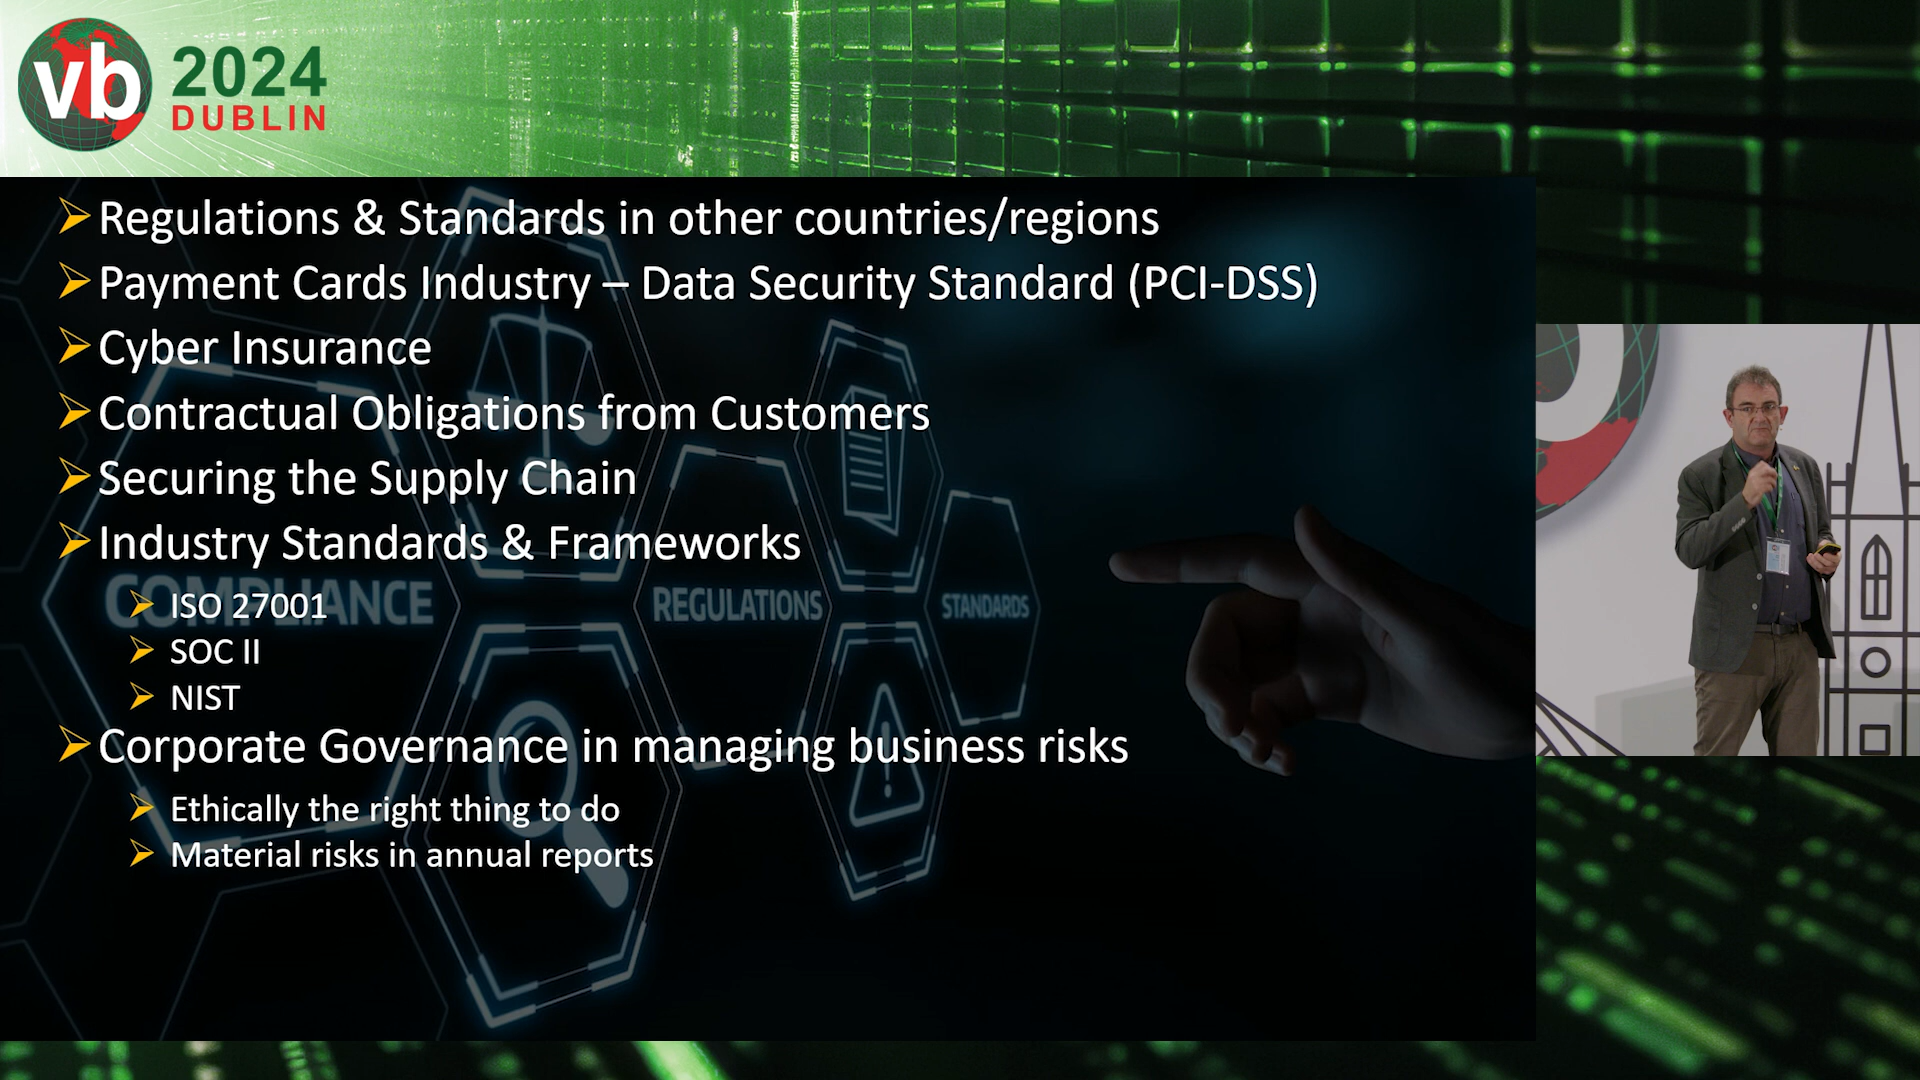 vb
2024
DUBLIN
Regulations & Standards in other countries/regions
Payment Cards Industry – Data Security Standard (PCI-DSS)
Cyber Insurance
Contractual Obligations from Customers
Securing the Supply Chain
Industry Standards & Frameworks
COMPLIANCE
REGULATIONS
STANDARDS
ISO 27001
SOC II
NIST
Corporate Governance in managing business risks
Ethically the right thing to do
Material risks in annual reports